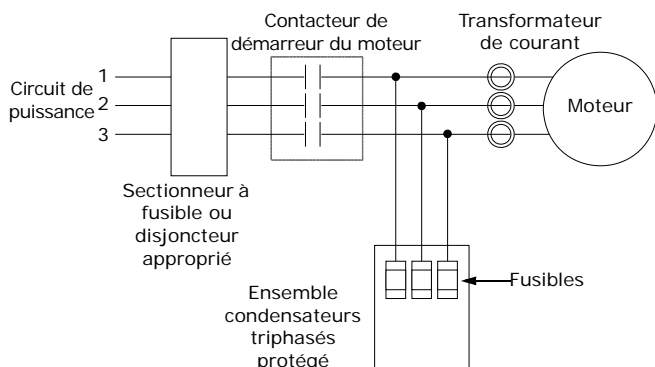 Contacteur de
démarreur du moteur
Transformateur
de courant
Circuit de
puissance
1
2
3
Moteur
Sectionneur à
fusible ou
disjoncteur
approprié
Fusibles
Ensemble
condensateurs
triphasés
protégé